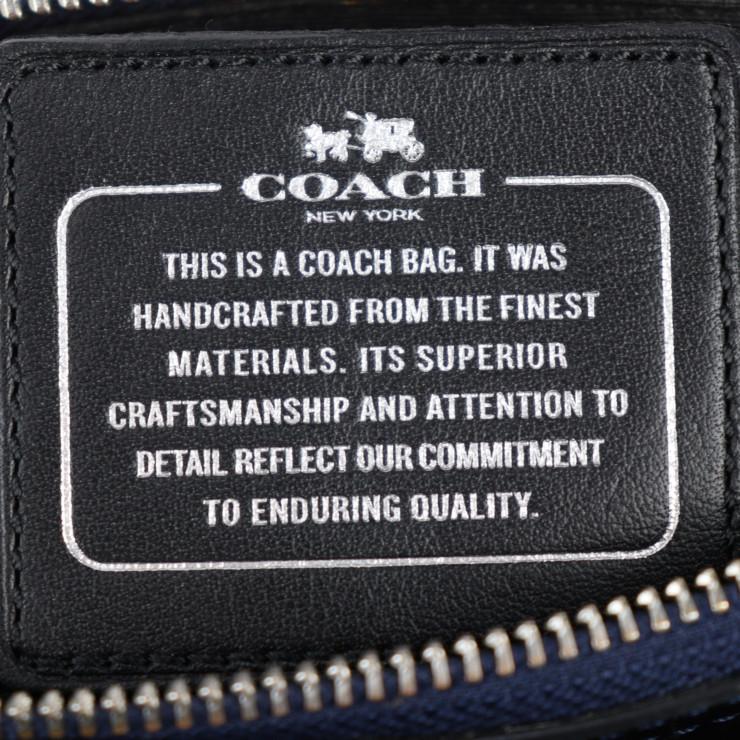 COACH
NEW YORK
THIS IS A COACH BAG. IT WAS
HANDCRAFTED FROM THE FINEST
MATERIALS. ITS SUPERIOR
CRAFTSMANSHIP AND ATTENTION TO
DETAIL REFLECT OUR COMMITMENT
TO ENDURING QUALITY.